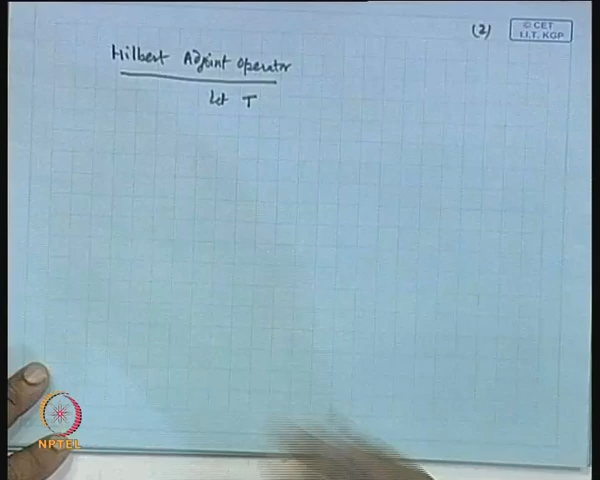 (2)
© CET
I.I.T. KGP
Hilbert Adjoint Operator
Let T
NPTEL